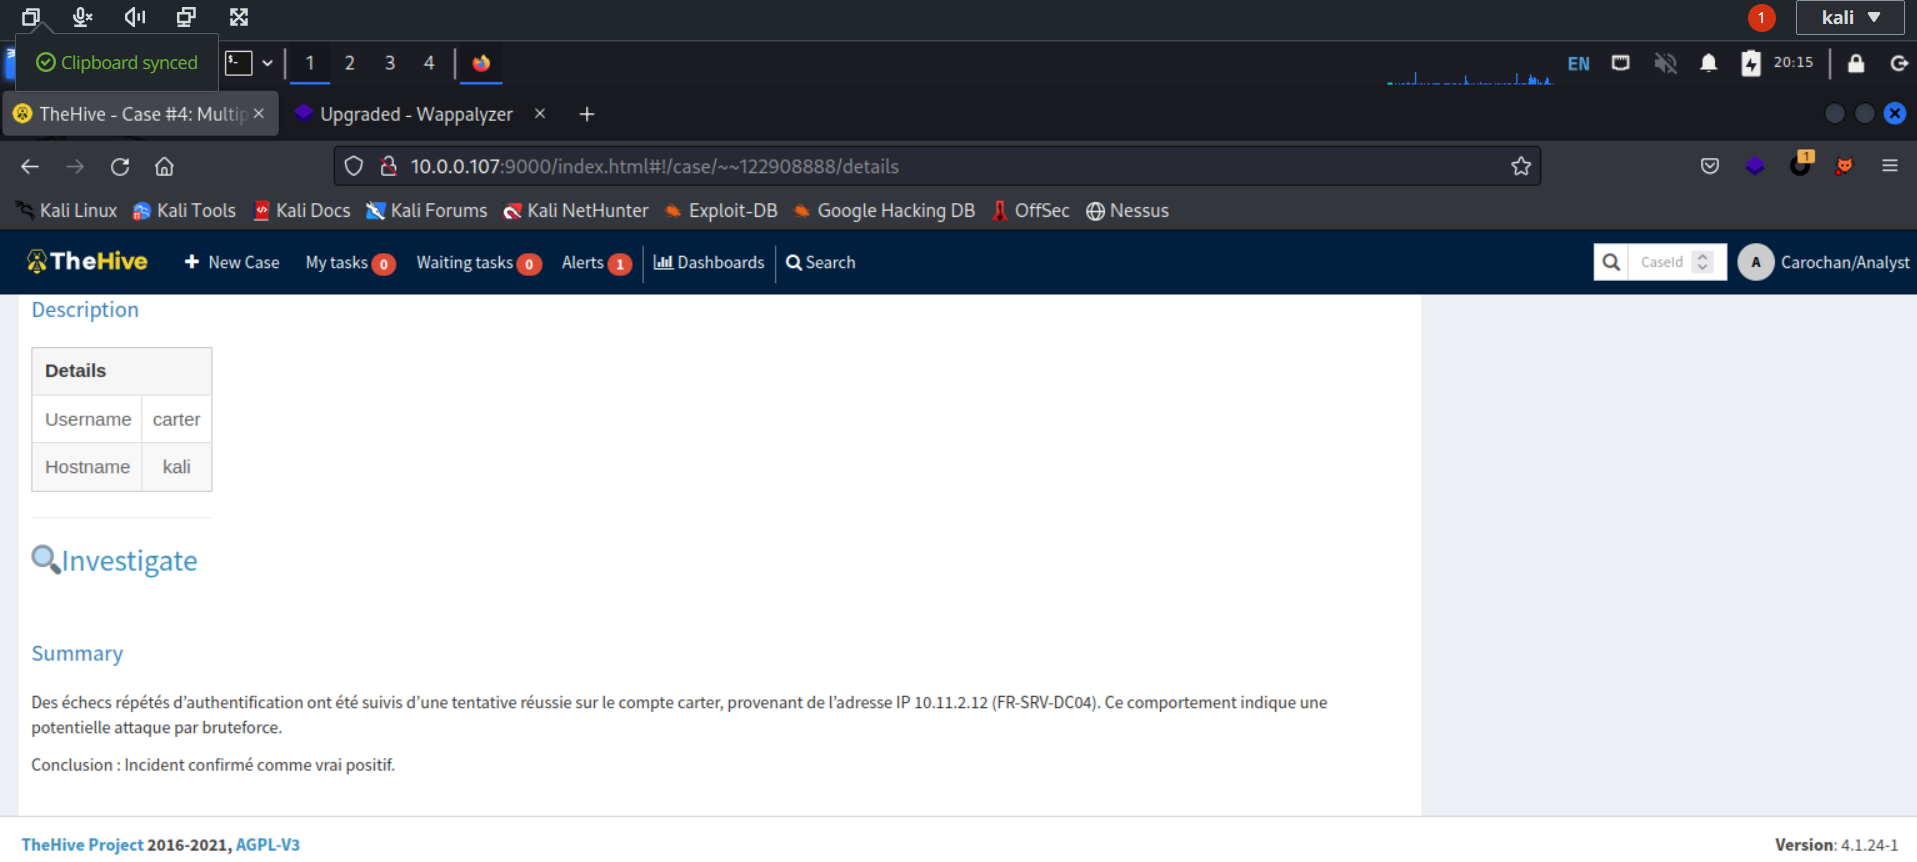 1 kali ▼
Clipboard synced
1 2 3 4 EN 20:15
TheHive - Case #4: Multip Upgraded - Wappalyzer
10.0.0.107:9000/index.html#!/case/~~122908888/details 1
Kali Linux Kali Tools Kali Docs Kali Forums Kali NetHunter Exploit-DB Google Hacking DB OffSec Nessus
TheHive + New Case My tasks 0 Waiting tasks 0 Alerts 1 Dashboards Search CaseId A Carochan/Analyst
Description
Details
Username carter
Hostname kali
Investigate
Summary
Des échecs répétés d’authentification ont été suivis d’une tentative réussie sur le compte carter, provenant de l’adresse IP 10.11.2.12 (FR-SRV-DC04). Ce comportement indique une
potentielle attaque par bruteforce.
Conclusion : Incident confirmé comme vrai positif.
TheHive Project 2016-2021, AGPL-V3 Version: 4.1.24-1